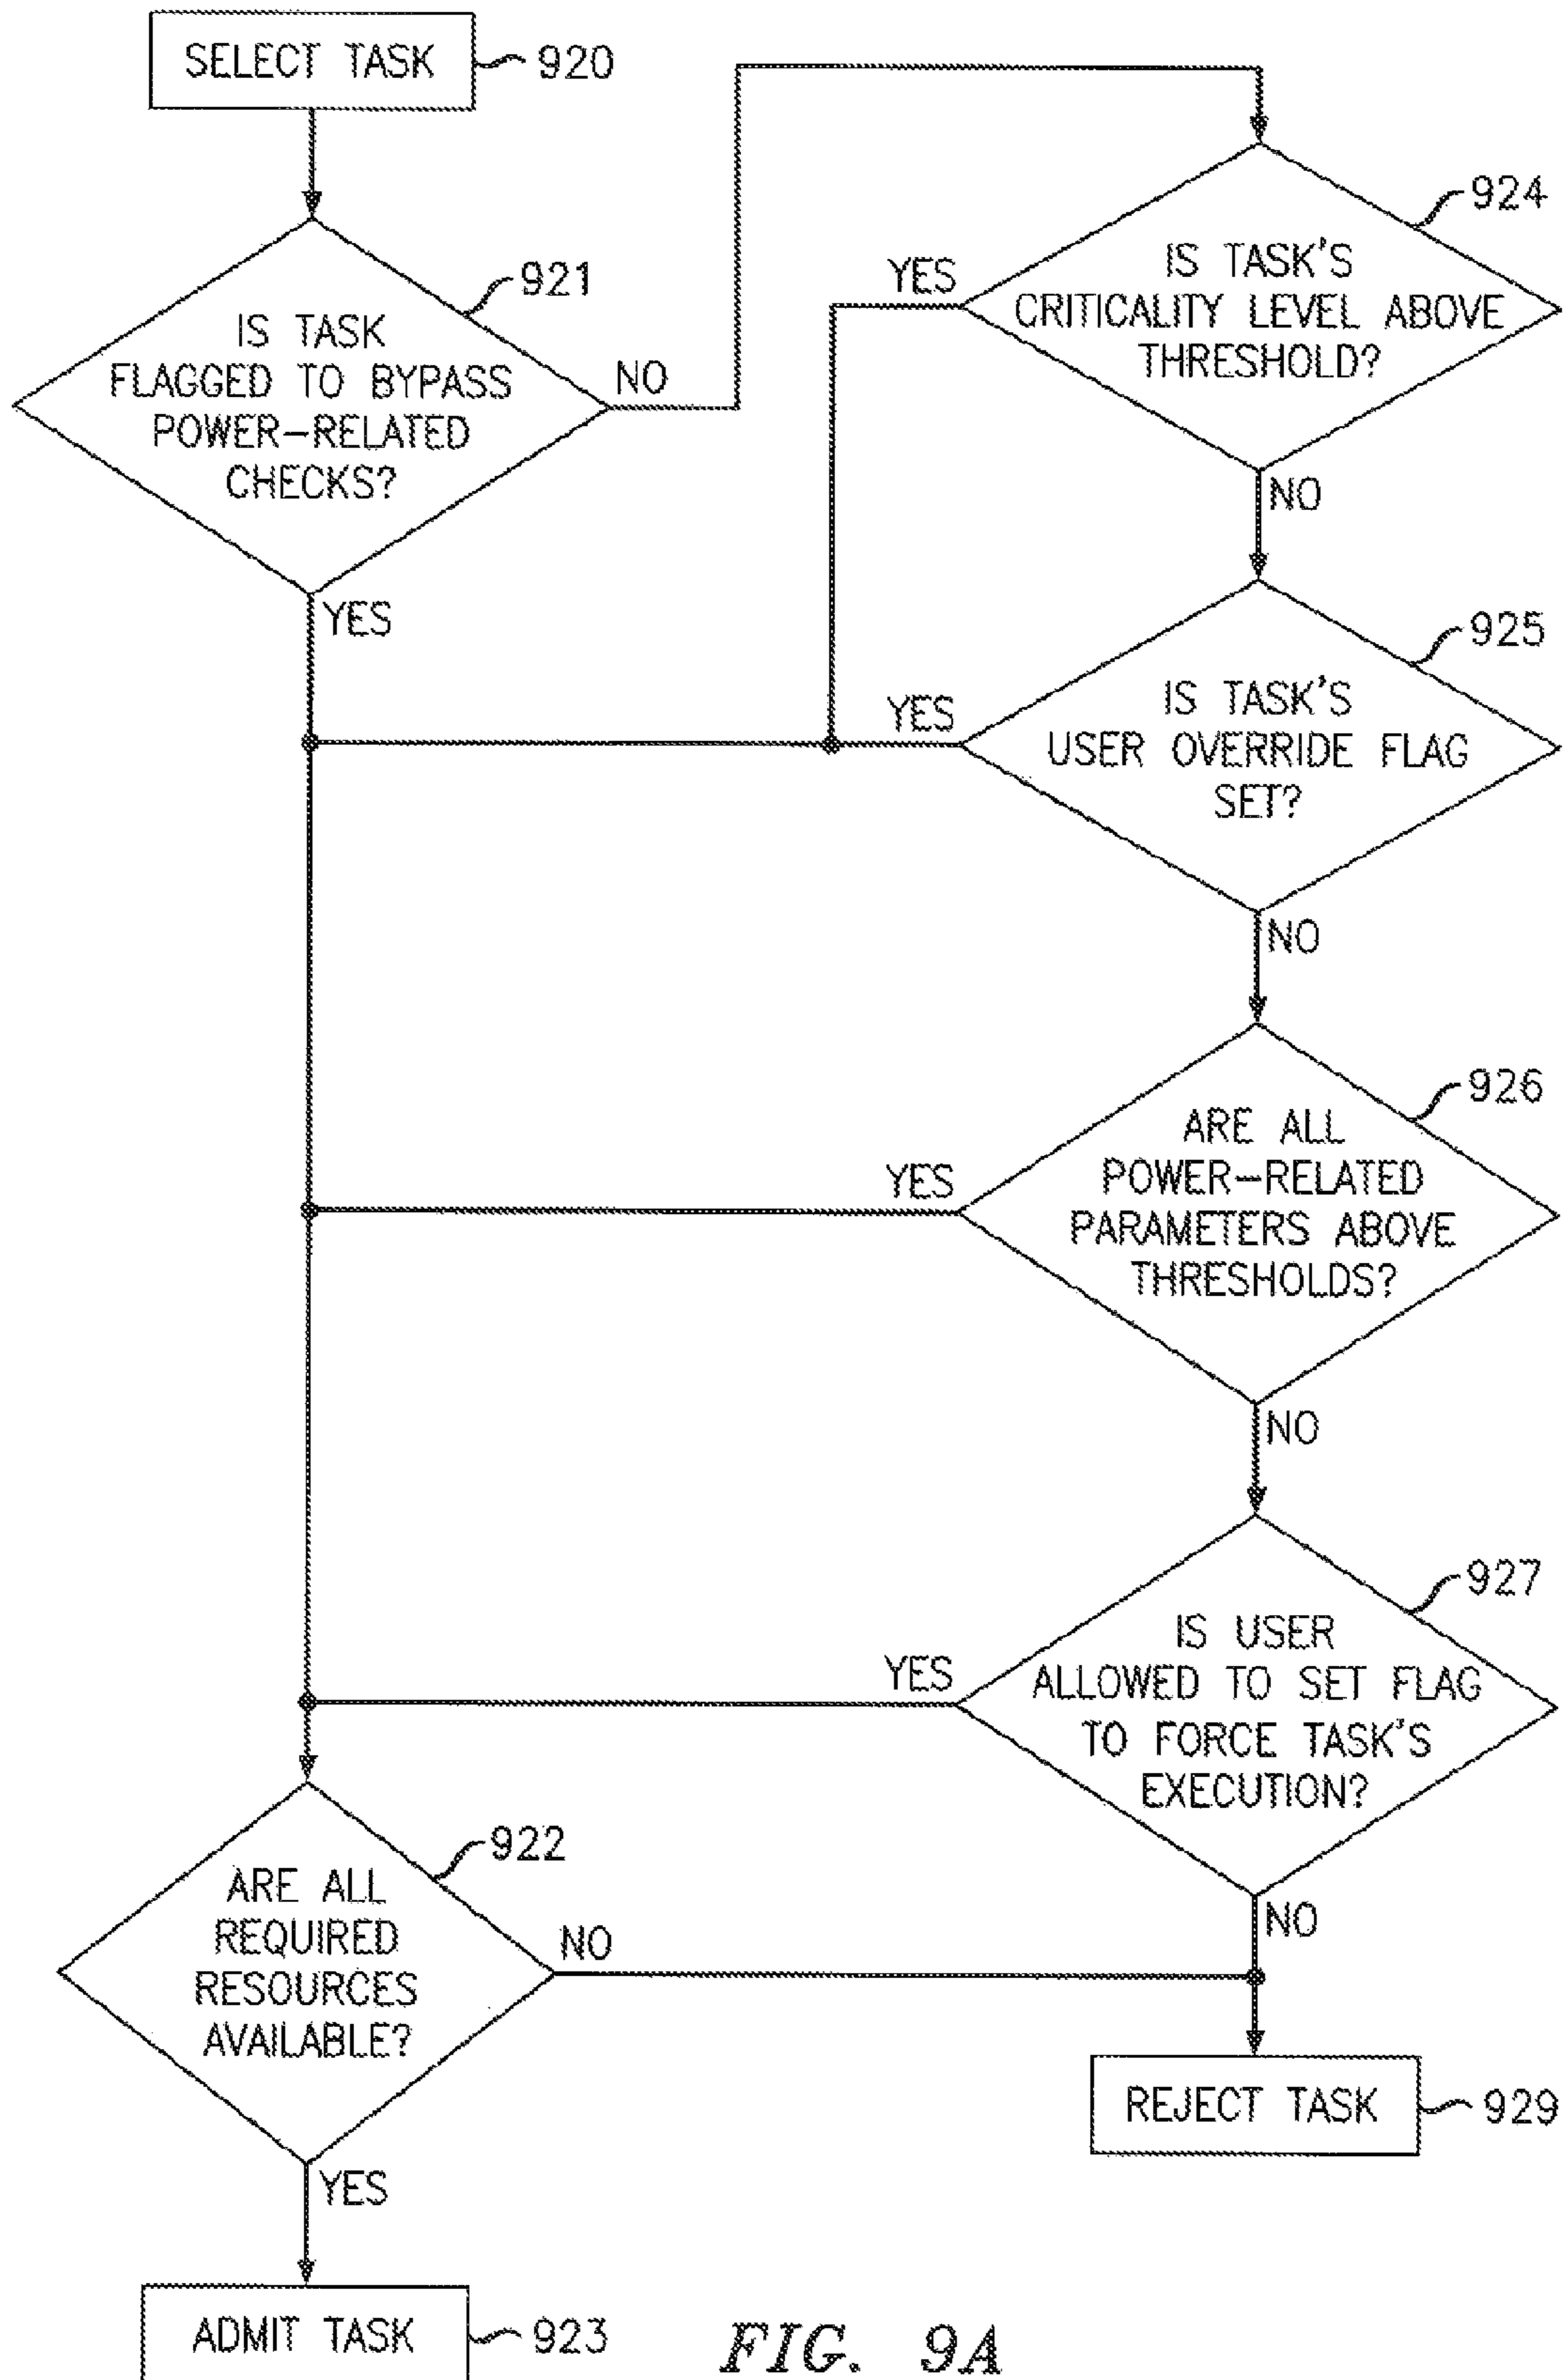 SELECT TASK
920
IS TASK
FLAGGED TO BYPASS
POWER-RELATED
CHECKS?
921
NO
YES
IS TASK'S
CRITICALITY LEVEL ABOVE
THRESHOLD?
924
YES
NO
IS TASK'S
USER OVERRIDE FLAG
SET?
925
YES
NO
ARE ALL
POWER-RELATED
PARAMETERS ABOVE
THRESHOLDS?
926
YES
NO
IS USER
ALLOWED TO SET FLAG
TO FORCE TASK'S
EXECUTION?
927
YES
NO
ARE ALL
REQUIRED
RESOURCES
AVAILABLE?
922
NO
YES
REJECT TASK
929
ADMIT TASK
923
FIG. 9A